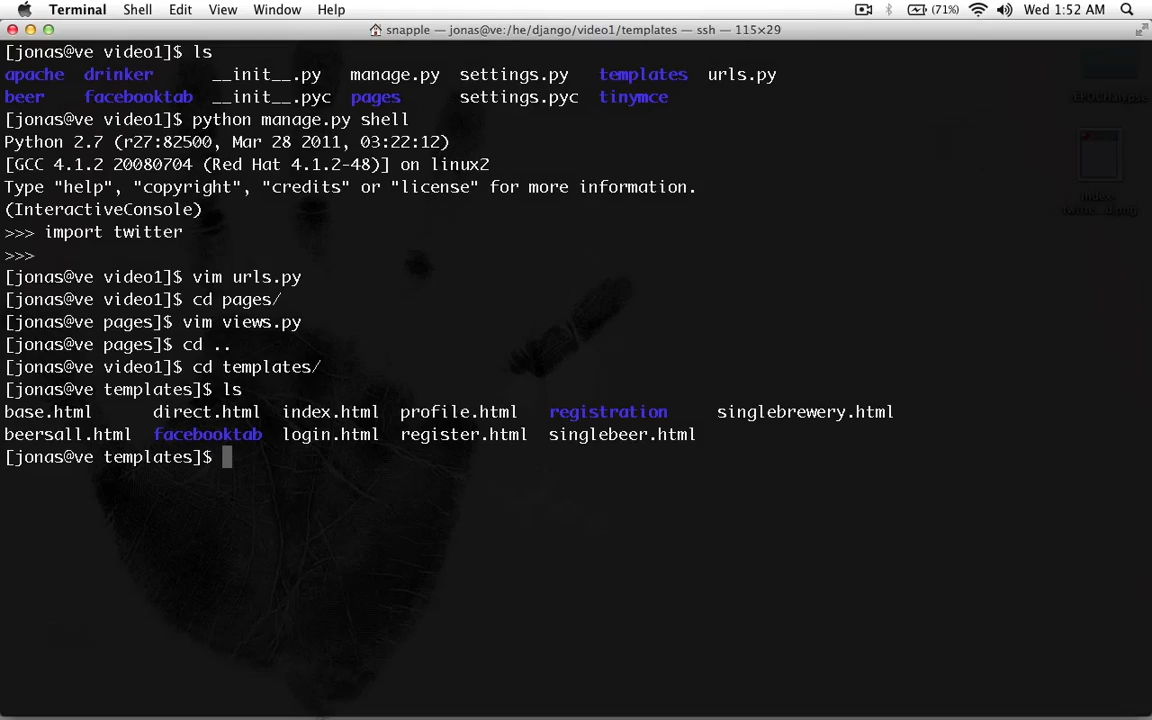 Terminal Shell Edit View Window Help (71%) Wed 1:52 AM
snapple — jonas@ve:/he/django/video1/templates — ssh — 115×29
[jonas@ve video1]$ ls
apache drinker __init__.py manage.py settings.py templates urls.py
beer facebooktab __init__.pyc pages settings.pyc tinymce
[jonas@ve video1]$ python manage.py shell
Python 2.7 (r27:82500, Mar 28 2011, 03:22:12)
[GCC 4.1.2 20080704 (Red Hat 4.1.2-48)] on linux2
Type "help", "copyright", "credits" or "license" for more information.
(InteractiveConsole)
>>> import twitter
>>>
[jonas@ve video1]$ vim urls.py
[jonas@ve video1]$ cd pages/
[jonas@ve pages]$ vim views.py
[jonas@ve pages]$ cd ..
[jonas@ve video1]$ cd templates/
[jonas@ve templates]$ ls
base.html direct.html index.html profile.html registration singlebrewery.html
beersall.html facebooktab login.html register.html singlebeer.html
[jonas@ve templates]$